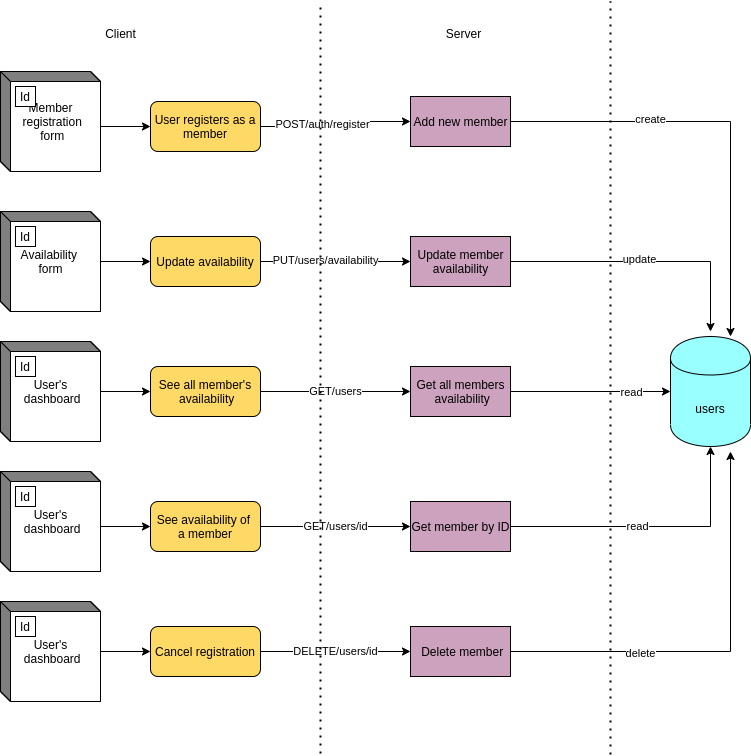 Client
Server
Id
Member
registration
form
User registers as a
member
POST/auth/register
Add new member
create
Id
Availability
form
Update availability
PUT/users/availability
Update member
availability
update
Id
User's
dashboard
See all member's
availability
GET/users
Get all members
availability
read
users
Id
User's
dashboard
See availability of
a member
GET/users/id
Get member by ID
read
Id
User's
dashboard
Cancel registration
DELETE/users/id
Delete member
delete